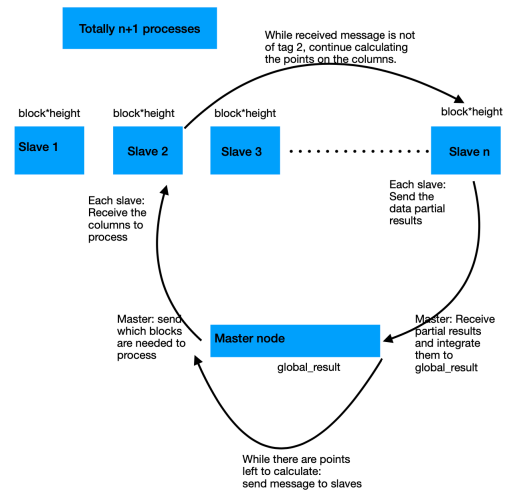 Totally n+1 processes
While received message is not
of tag 2, continue calculating
the points on the columns.
block*height
block*height
block*height
block*height
Slave 1
Slave 2
Slave 3
Slave n
Each slave:
Receive the
columns to
process
Each slave:
Send the
data partial
results
Master: send
which blocks
are needed to
process
Master node
global_result
Master: Receive
partial results
and integrate
them to
global_result
While there are points
left to calculate:
send message to slaves